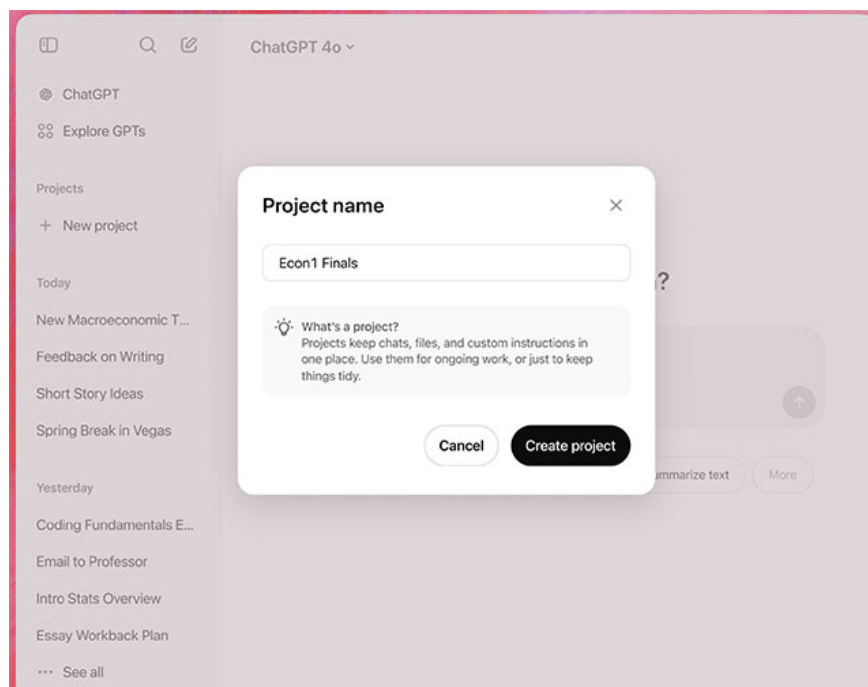 ChatGPT 4o
ChatGPT
Explore GPTs
Projects
New project
Today
New Macroeconomic T...
Feedback on Writing
Short Story Ideas
Spring Break in Vegas
Yesterday
Coding Fundamentals E...
Email to Professor
Intro Stats Overview
Essay Workback Plan
See all
Project name
Econ1 Finals
What's a project?
Projects keep chats, files, and custom instructions in
one place. Use them for ongoing work, or just to keep
things tidy.
Cancel
Create project
?
text
More